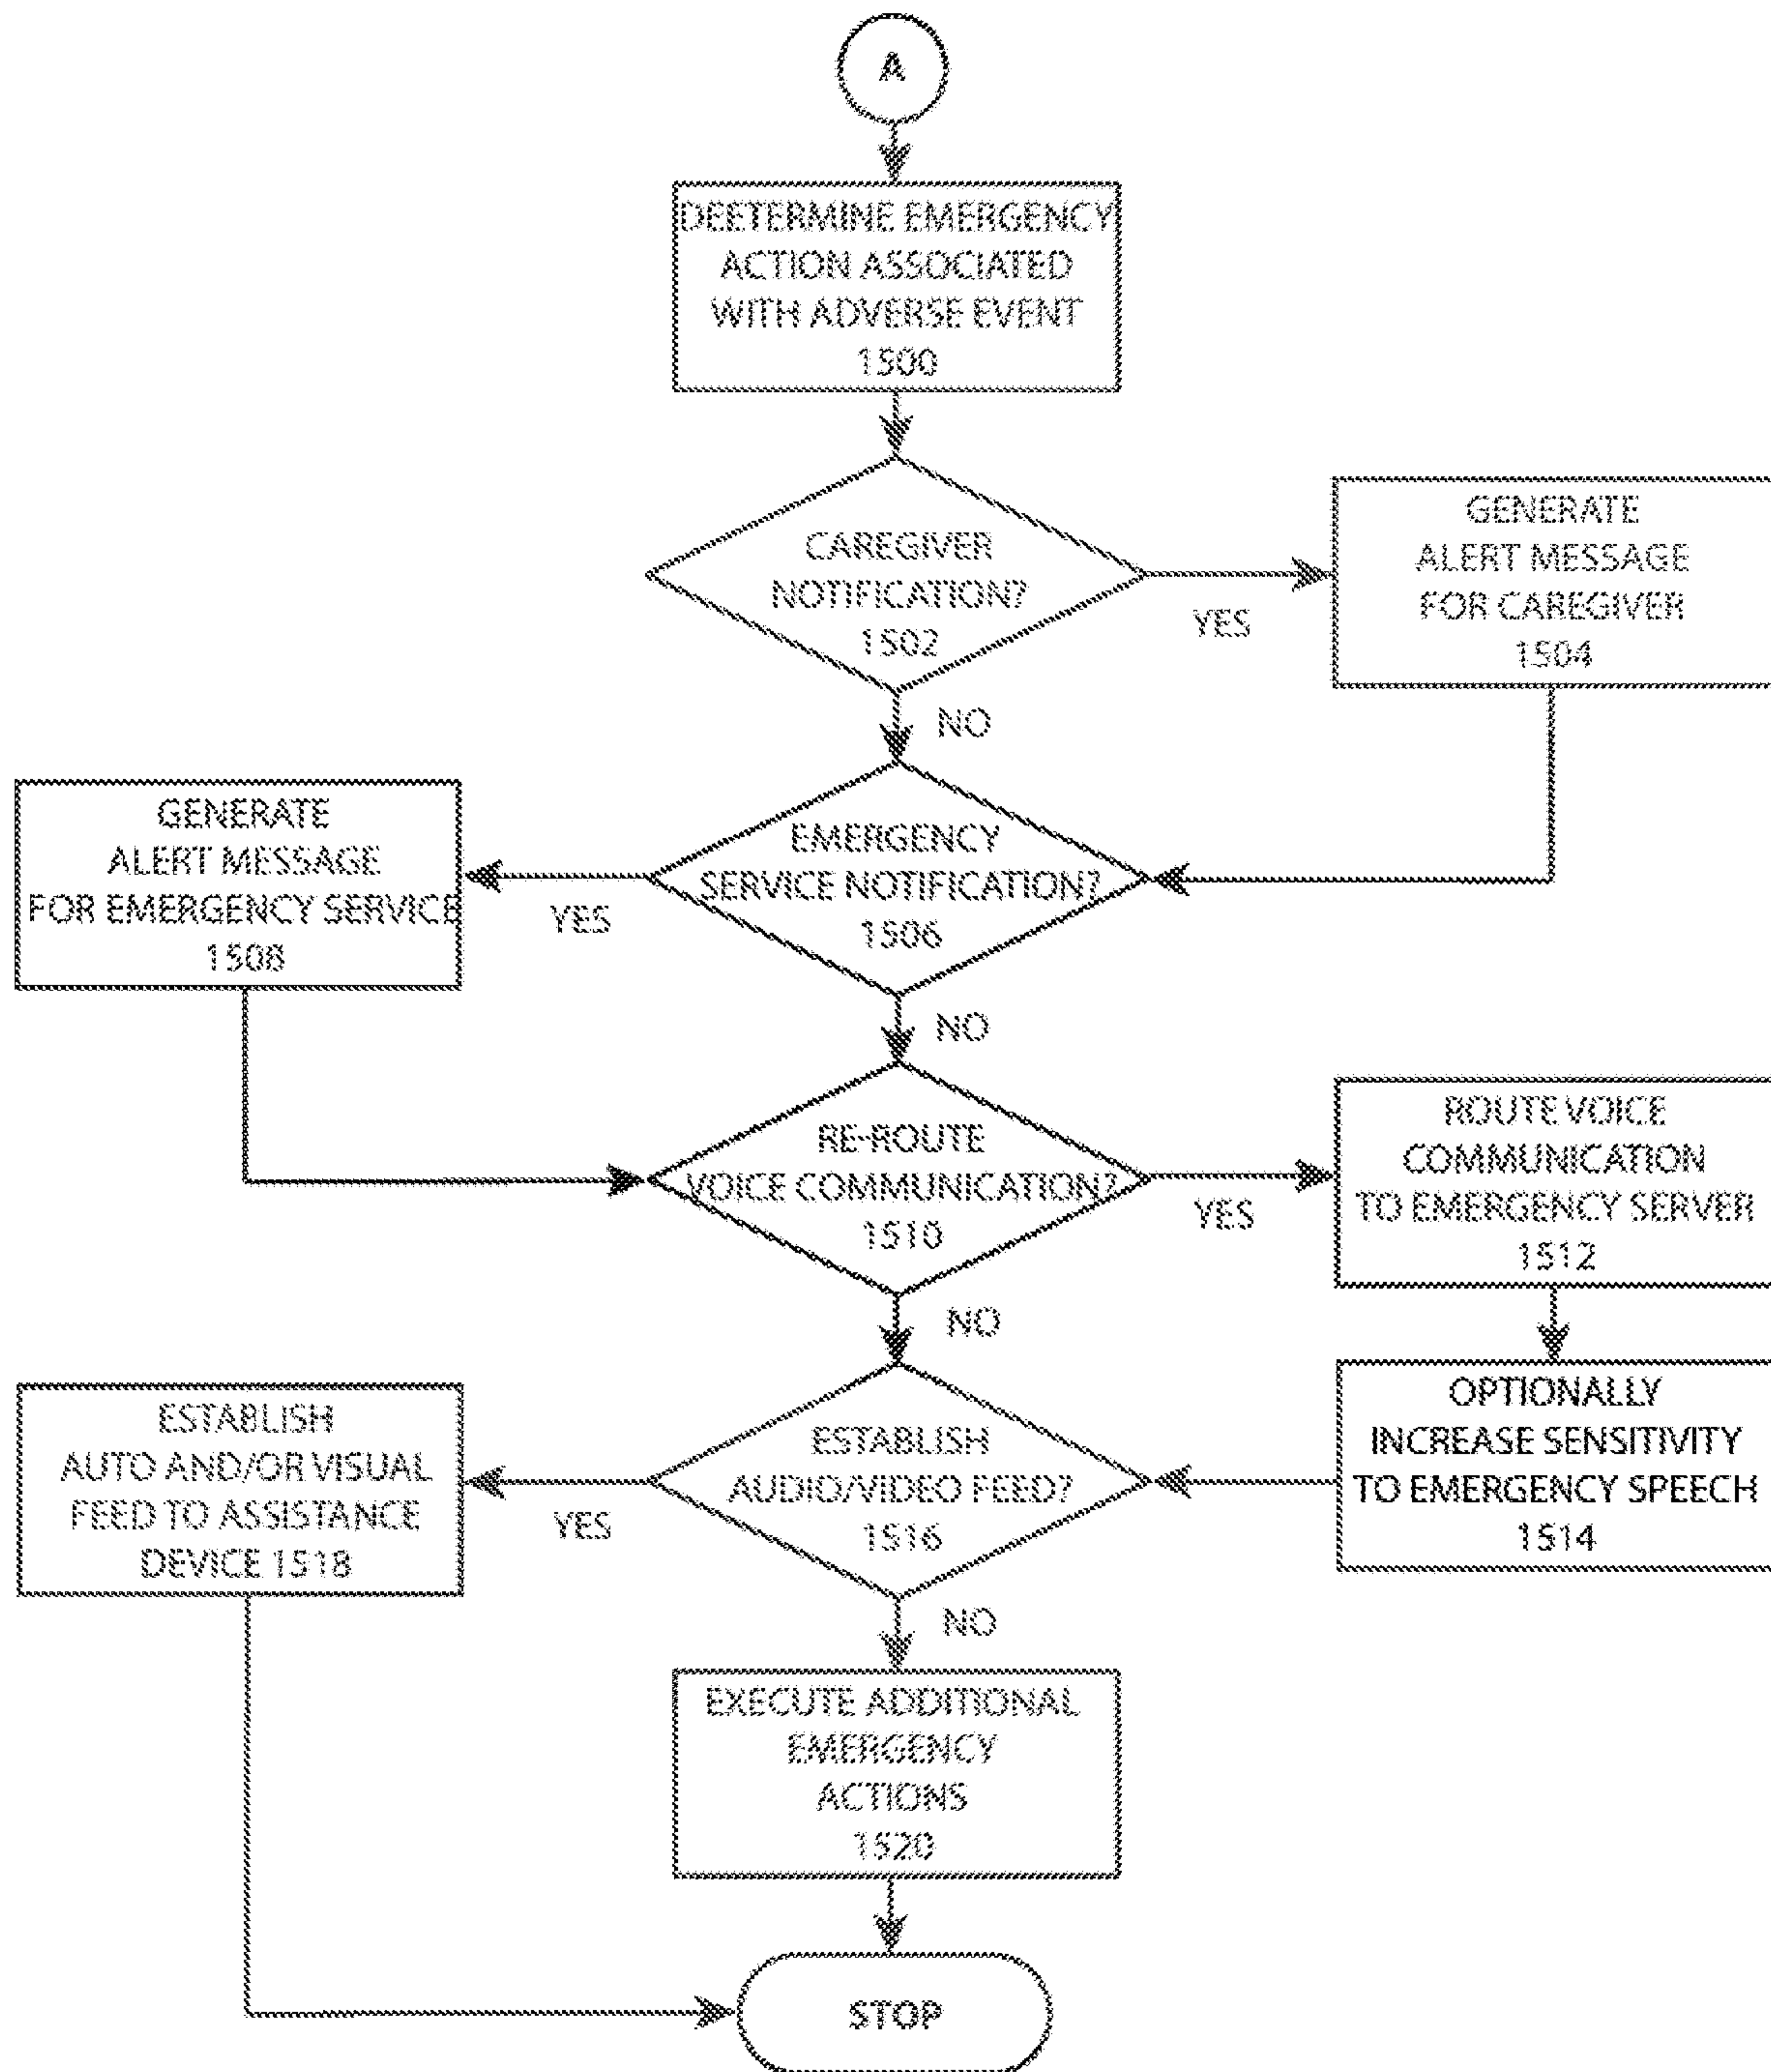 A
DEETERMINE EMERGENCY
ACTION ASSOCIATED
WITH ADVERSE EVENT
1500
CAREGIVER
NOTIFICATION?
1502
YES
GENERATE
ALERT MESSAGE
FOR CAREGIVER
1504
NO
EMERGENCY
SERVICE NOTIFICATION?
1506
YES
GENERATE
ALERT MESSAGE
FOR EMERGENCY SERVICE
1508
NO
RE-ROUTE
VOICE COMMUNICATION?
1510
YES
ROUTE VOICE
COMMUNICATION
TO EMERGENCY SERVER
1512
NO
OPTIONALLY
INCREASE SENSITIVITY
TO EMERGENCY SPEECH
1514
ESTABLISH
AUDIO/VIDEO FEED?
1516
YES
ESTABLISH
AUTO AND/OR VISUAL
FEED TO ASSISTANCE
DEVICE 1518
NO
EXECUTE ADDITIONAL
EMERGENCY
ACTIONS
1520
STOP